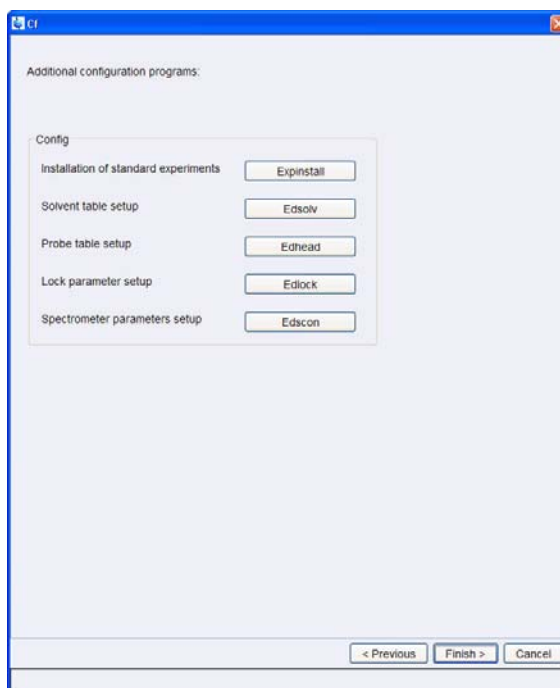 Cf
Additional configuration programs:
Config
Installation of standard experiments Expinstall
Solvent table setup Edsolv
Probe table setup Edhead
Lock parameter setup Edlock
Spectrometer parameters setup Edscon
< Previous Finish > Cancel